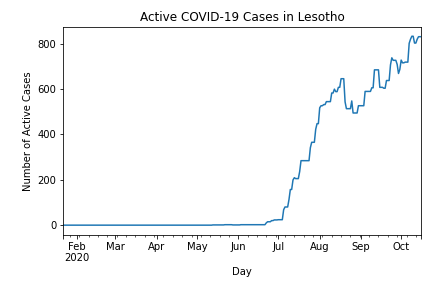 Active COVID-19 Cases in Lesotho
Number of Active Cases
800
600
400
200
0
Feb Mar Apr May Jun Jul Aug Sep Oct
2020
Day